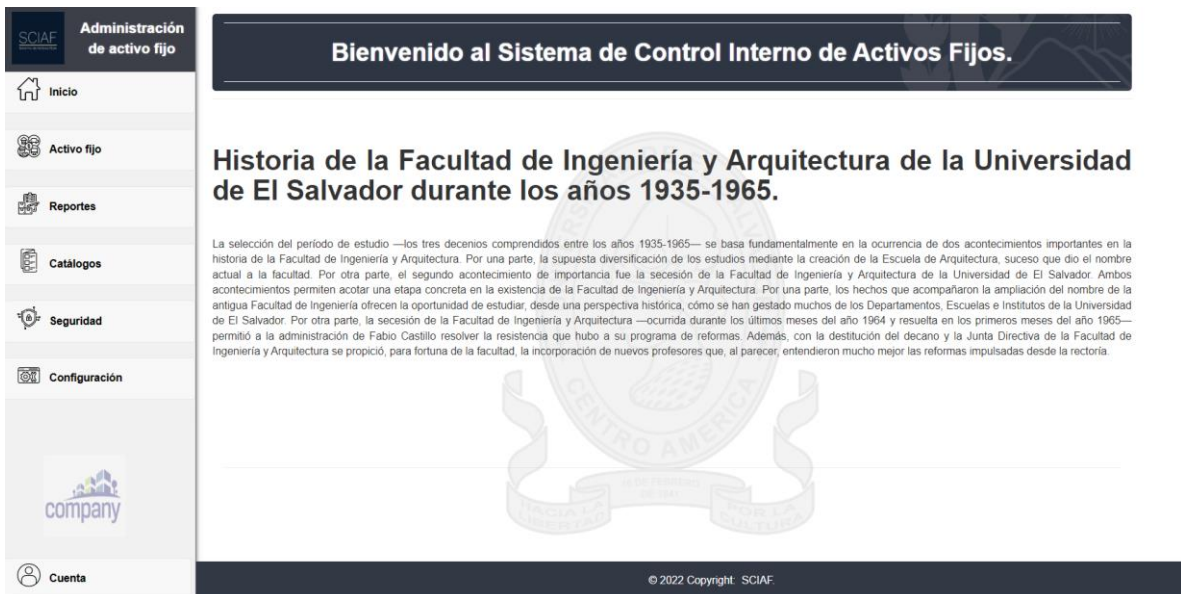 SCIAF
Administración
de activo fijo
Inicio
Activo fijo
Reportes
Catálogos
Seguridad
Configuración
company
Cuenta
Bienvenido al Sistema de Control Interno de Activos Fijos.
Historia de la Facultad de Ingeniería y Arquitectura de la Universidad
de El Salvador durante los años 1935-1965.
La selección del período de estudio —los tres decenios comprendidos entre los años 1935-1965— se basa fundamentalmente en la ocurrencia de dos acontecimientos importantes en la
historia de la Facultad de Ingeniería y Arquitectura. Por una parte, la supuesta diversificación de los estudios mediante la creación de la Escuela de Arquitectura, suceso que dio el nombre
actual a la facultad. Por otra parte, el segundo acontecimiento de importancia fue la secesión de la Facultad de Ingeniería y Arquitectura de la Universidad de El Salvador. Ambos
acontecimientos permiten acotar una etapa concreta en la existencia de la Facultad de Ingeniería y Arquitectura. Por una parte, los hechos que acompañaron la ampliación del nombre de la
antigua Facultad de Ingeniería ofrecen la oportunidad de estudiar, desde una perspectiva histórica, cómo se han gestado muchos de los Departamentos, Escuelas e Institutos de la Universidad
de El Salvador. Por otra parte, la secesión de la Facultad de Ingeniería y Arquitectura —ocurrida durante los últimos meses del año 1964 y resuelta en los primeros meses del año 1965—
permitió a la administración de Fabio Castillo resolver la resistencia que hubo a su programa de reformas. Además, con la destitución del decano y la Junta Directiva de la Facultad de
Ingeniería y Arquitectura se propició, para fortuna de la facultad, la incorporación de nuevos profesores que, al parecer, entendieron mucho mejor las reformas impulsadas desde la rectoría.
CENTRO AMERICA
HACIA LA
LIBERTAD
POR LA
CULTURA
© 2022 Copyright: SCIAF.